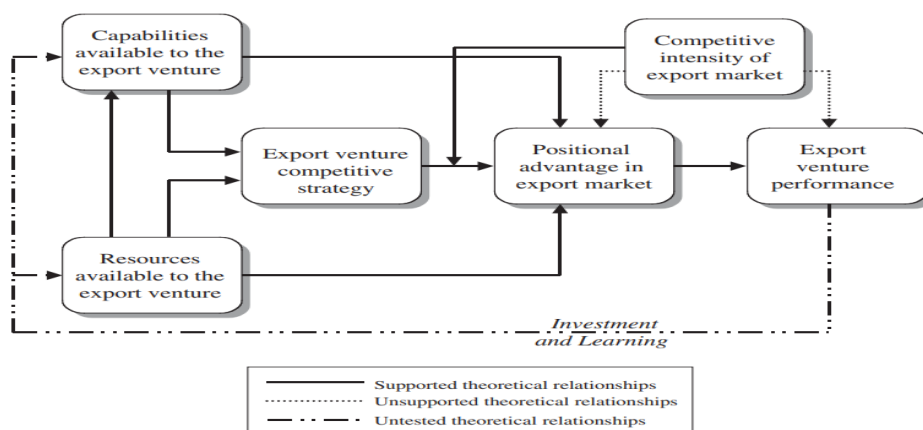 Capabilities
available to the
export venture
Competitive
intensity of
export market
Export venture
competitive
strategy
Positional
advantage in
export market
Export
venture
performance
Resources
available to the
export venture
Investment
and Learning
Supported theoretical relationships
Unsupported theoretical relationships
Untested theoretical relationships